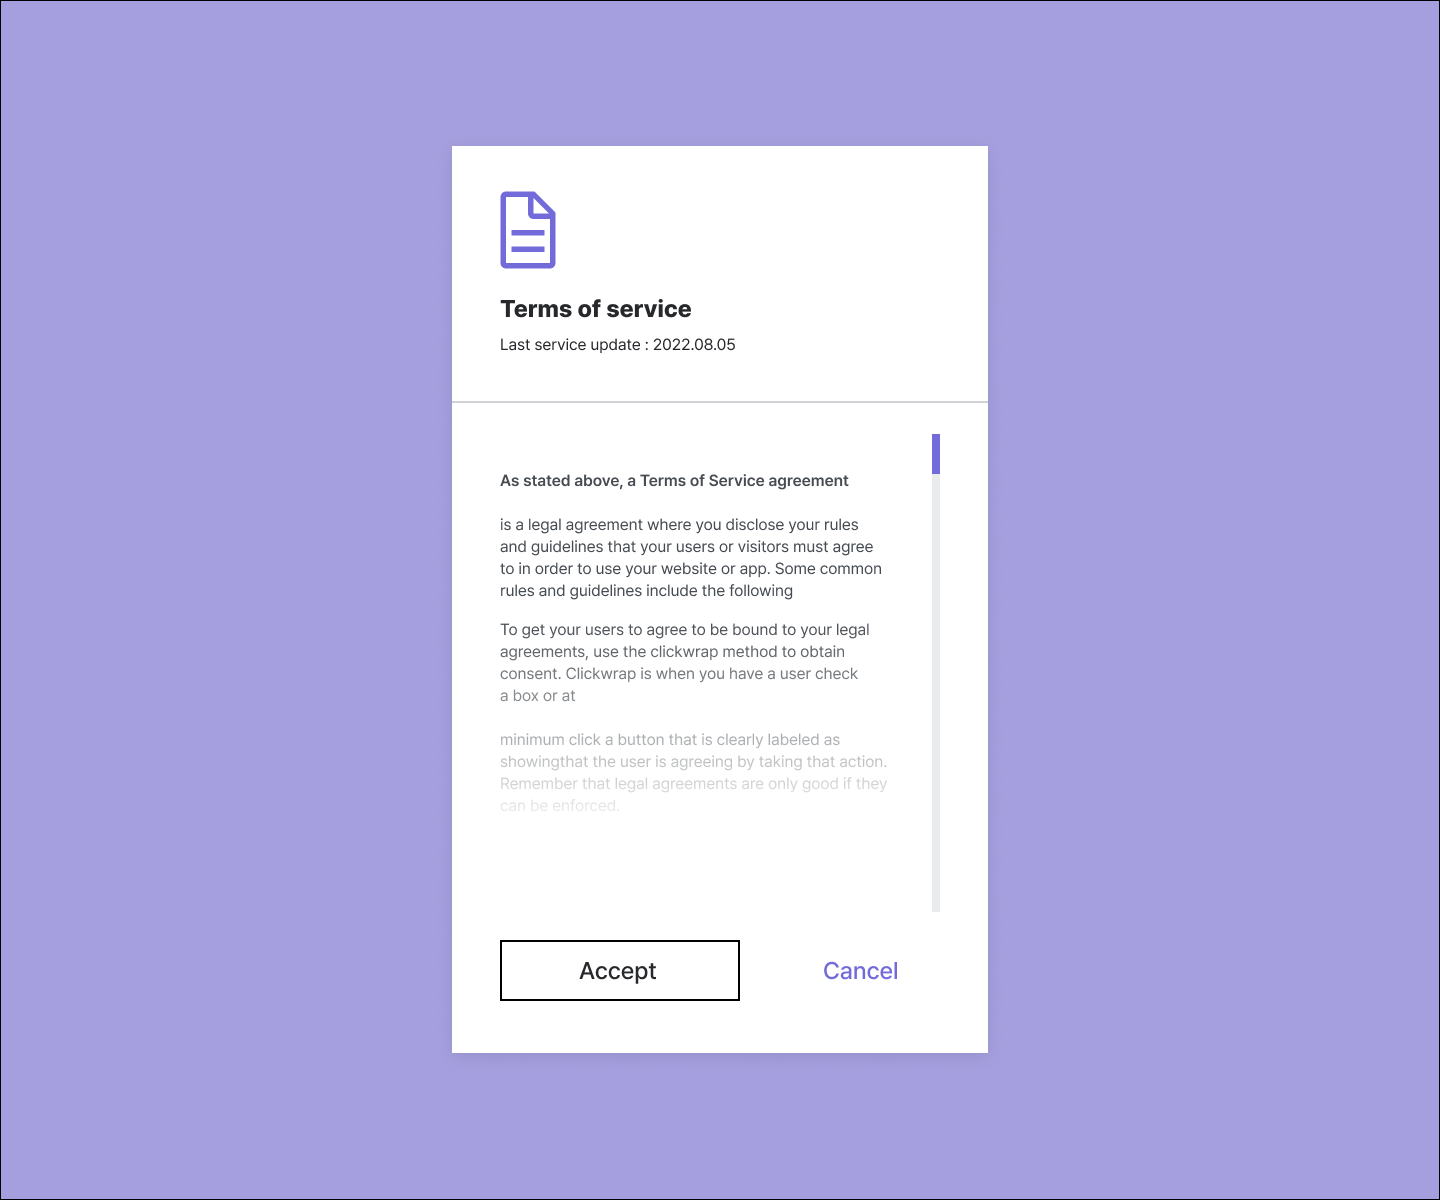 Terms of service
Last service update : 2022.08.05
As stated above, a Terms of Service agreement
is a legal agreement where you disclose your rules
and guidelines that your users or visitors must agree
to in order to use your website or app. Some common
rules and guidelines include the following
To get your users to agree to be bound to your legal
agreements, use the clickwrap method to obtain
consent. Clickwrap is when you have a user check
a box or at
minimum click a button that is clearly labeled as
showingthat the user is agreeing by taking that action.
Remember that legal agreements are only good if they
can be enforced.
Accept
Cancel